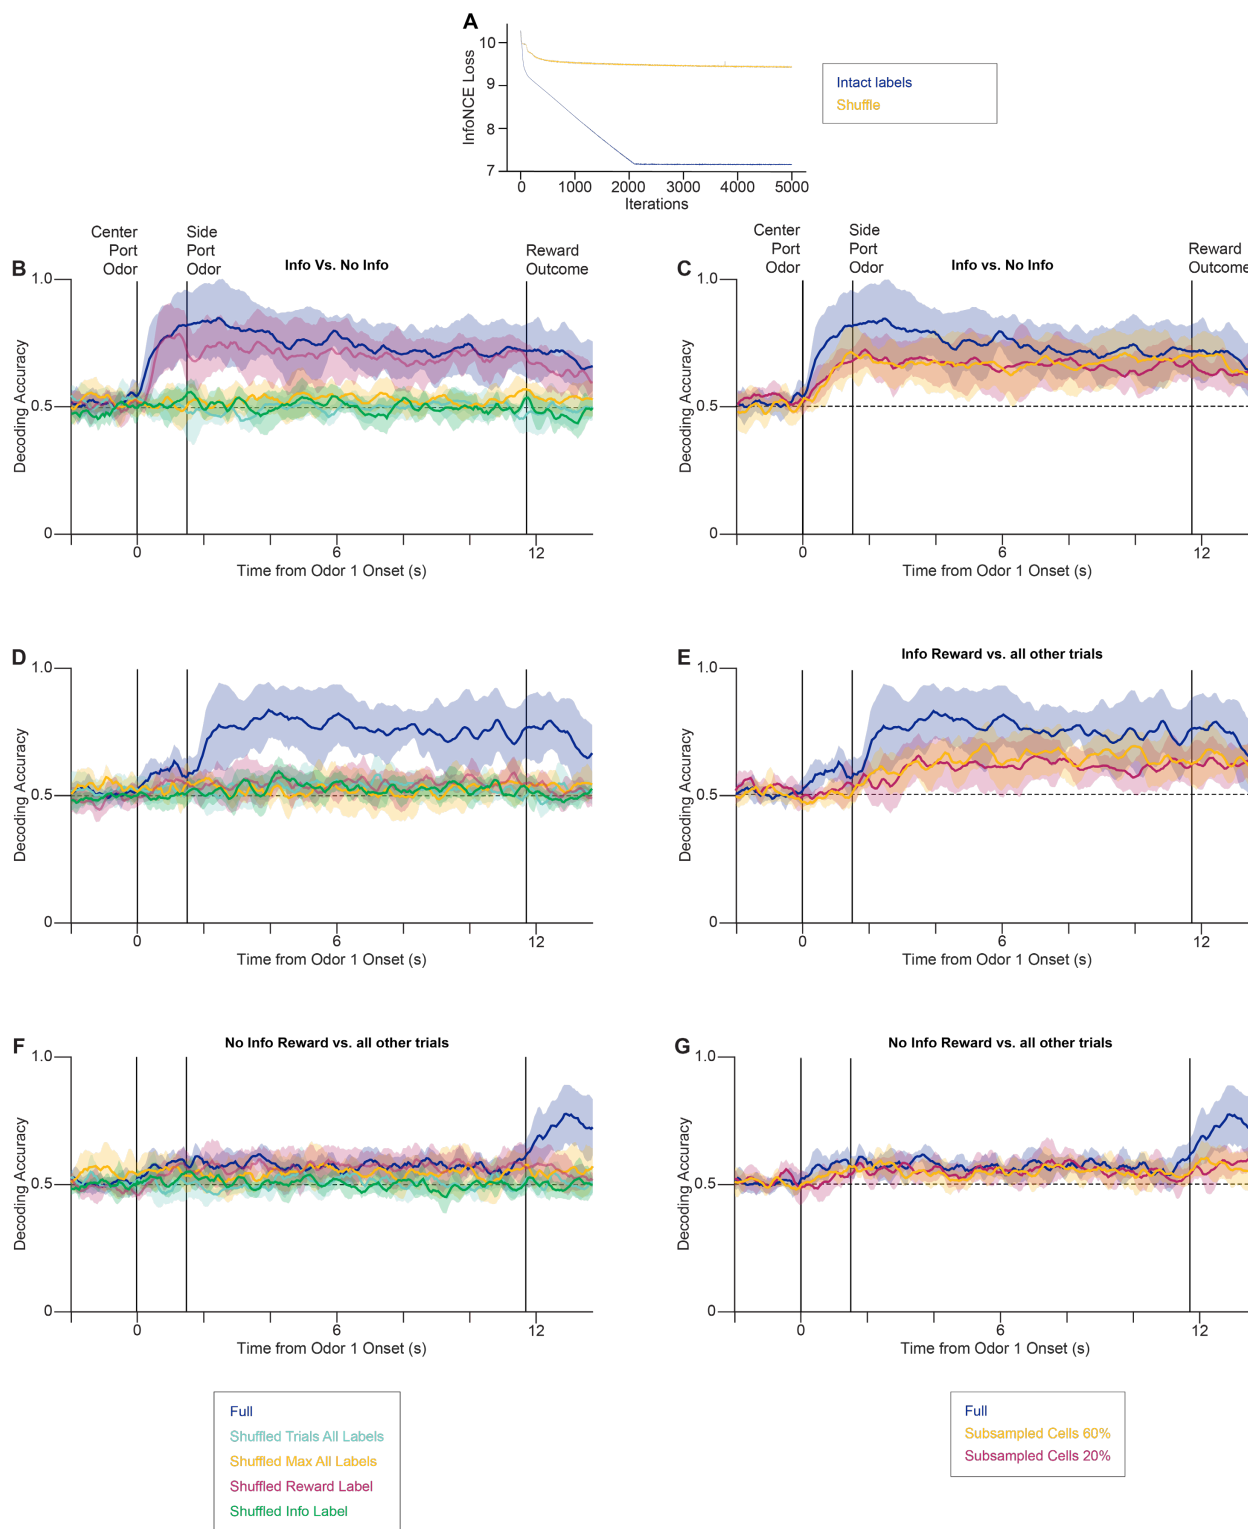 A
10
9
8
7
InfoNCE Loss
0
1000
2000
3000
4000
5000
Iterations
Intact labels
Shuffle
Center
Port
Odor
Side
Port
Odor
Reward
Outcome
B
Info Vs. No Info
1.0
0.5
0
Decoding Accuracy
0
6
12
Time from Odor 1 Onset (s)
Center
Port
Odor
Side
Port
Odor
Reward
Outcome
C
Info vs. No Info
1.0
0.5
0
Decoding Accuracy
0
6
12
Time from Odor 1 Onset (s)
D
1.0
0.5
0
Decoding Accuracy
0
6
12
Time from Odor 1 Onset (s)
E
Info Reward vs. all other trials
1.0
0.5
0
Decoding Accuracy
0
6
12
Time from Odor 1 Onset (s)
F
No Info Reward vs. all other trials
1.0
0.5
0
Decoding Accuracy
0
6
12
Time from Odor 1 Onset (s)
G
No Info Reward vs. all other trials
1.0
0.5
0
Decoding Accuracy
0
6
12
Time from Odor 1 Onset (s)
Full
Shuffled Trials All Labels
Shuffled Max All Labels
Shuffled Reward Label
Shuffled Info Label
Full
Subsampled Cells 60%
Subsampled Cells 20%